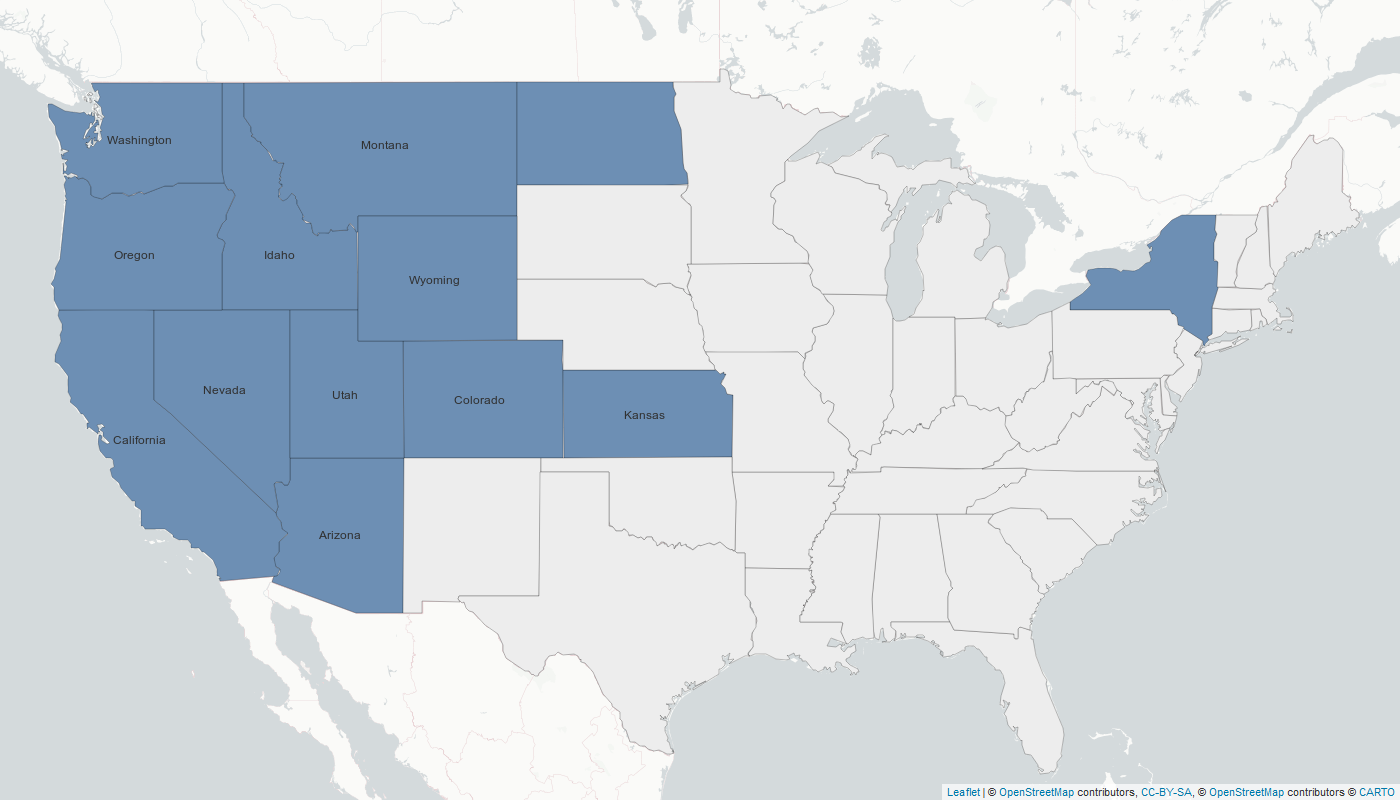 Washington
Montana
Oregon
Idaho
Wyoming
Nevada
Utah
Colorado
Kansas
California
Arizona
Leaflet | © OpenStreetMap contributors, CC-BY-SA, © OpenStreetMap contributors © CARTO